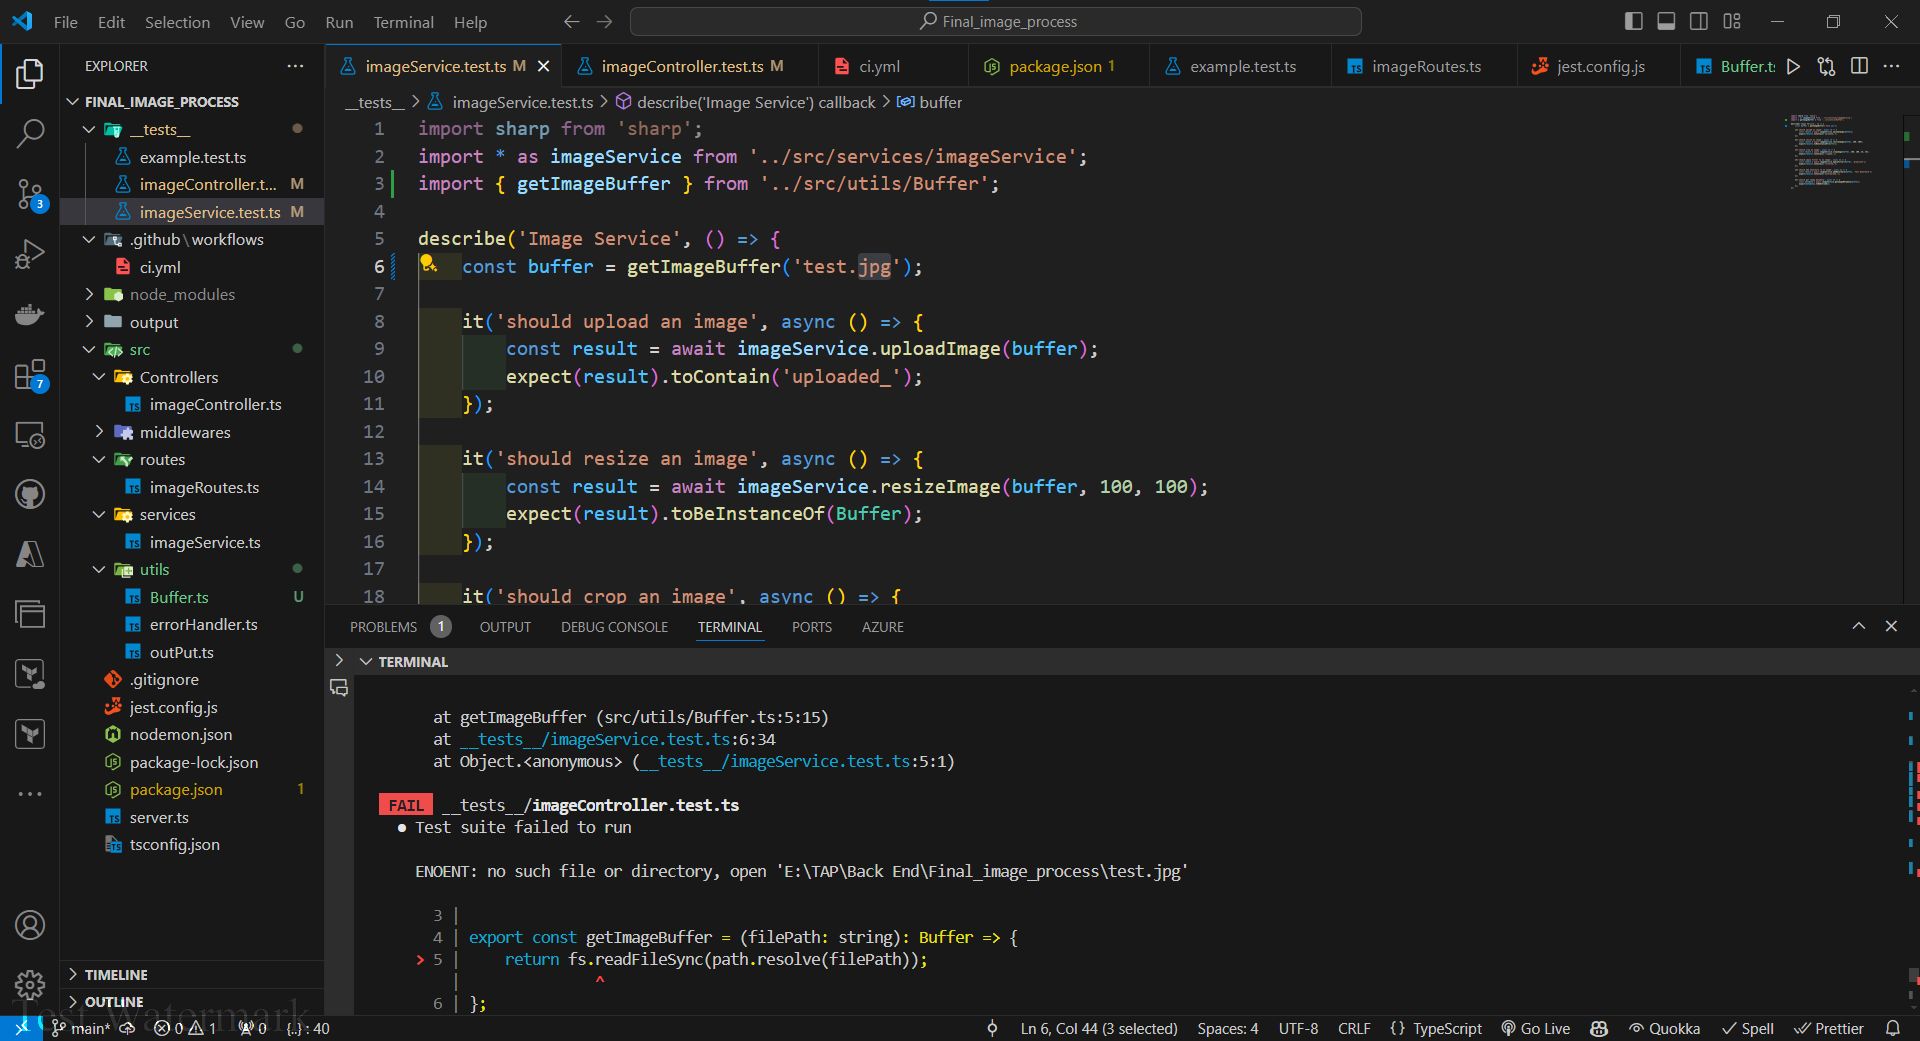 File Edit Selection View Go Run Terminal Help
Final_image_process
EXPLORER
FINAL_IMAGE_PROCESS
__tests__
example.test.ts
imageController.t... M
imageService.test.ts M
.github\workflows
ci.yml
node_modules
output
src
Controllers
imageController.ts
middlewares
routes
imageRoutes.ts
services
imageService.ts
utils
Buffer.ts U
errorHandler.ts
outPut.ts
.gitignore
jest.config.js
nodemon.json
package-lock.json
package.json 1
server.ts
tsconfig.json
TIMELINE
OUTLINE
3
7
imageService.test.ts M
imageController.test.ts M
ci.yml
package.json 1
example.test.ts
imageRoutes.ts
jest.config.js
Buffer.t
__tests__ > imageService.test.ts > describe('Image Service') callback > buffer
1 import sharp from 'sharp';
2 import * as imageService from '../src/services/imageService';
3 import { getImageBuffer } from '../src/utils/Buffer';
4
5 describe('Image Service', () => {
6 const buffer = getImageBuffer('test.jpg');
7
8 it('should upload an image', async () => {
9 const result = await imageService.uploadImage(buffer);
10 expect(result).toContain('uploaded_');
11 });
12
13 it('should resize an image', async () => {
14 const result = await imageService.resizeImage(buffer, 100, 100);
15 expect(result).toBeInstanceOf(Buffer);
16 });
17
18 it('should crop an image', async () => {
PROBLEMS 1 OUTPUT DEBUG CONSOLE TERMINAL PORTS AZURE
TERMINAL
at getImageBuffer (src/utils/Buffer.ts:5:15)
at __tests__/imageService.test.ts:6:34
at Object.<anonymous> (__tests__/imageService.test.ts:5:1)
FAIL __tests__/imageController.test.ts
● Test suite failed to run
ENOENT: no such file or directory, open 'E:\TAP\Back End\Final_image_process\test.jpg'
3 |
4 | export const getImageBuffer = (filePath: string): Buffer => {
> 5 | return fs.readFileSync(path.resolve(filePath));
| ^
6 | };
Test Watermark
main* 0 1 0 {..} : 40
Ln 6, Col 44 (3 selected) Spaces: 4 UTF-8 CRLF {} TypeScript Go Live Quokka Spell Prettier